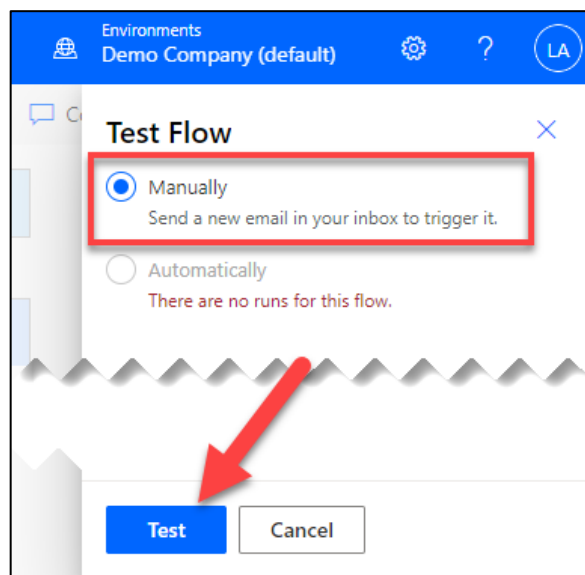 Environments
Demo Company (default)
?
LA
Test Flow
Manually
Send a new email in your inbox to trigger it.
Automatically
There are no runs for this flow.
Test
Cancel